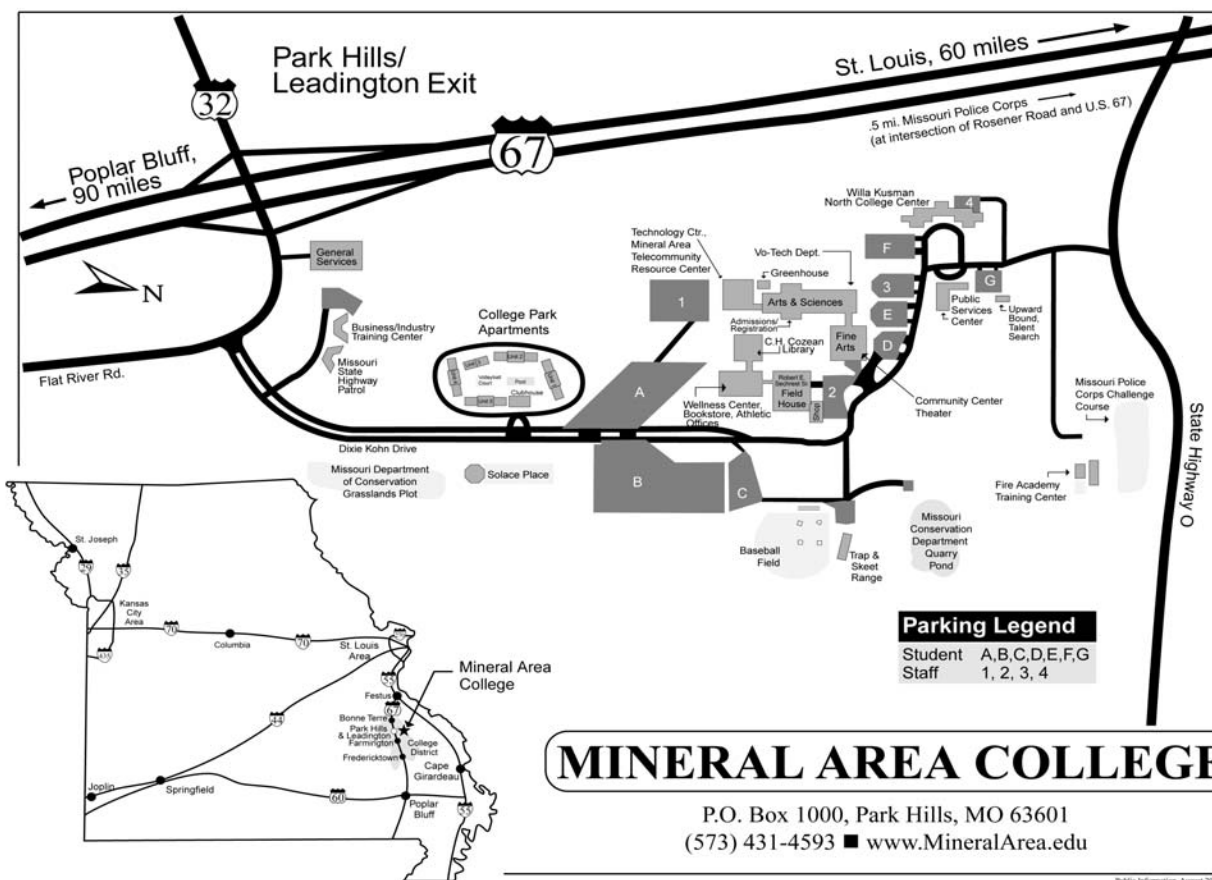 Park Hills/
Leadington Exit
32
67
St. Louis, 60 miles
.5 mi. Missouri Police Corps
(at intersection of Rosener Road and U.S. 67)
Poplar Bluff,
90 miles
N
General
Services
Business/Industry
Training Center
Missouri
State
Highway
Patrol
Flat River Rd.
College Park
Apartments
Unit 2
Volleyball
Court
Pool
Clubhouse
Technology Ctr.,
Mineral Area
Telecommunity
Resource Center
Vo-Tech Dept.
Greenhouse
1
Arts & Sciences
Admissions/
Registration
C.H. Cozean
Library
Fine
Arts
Wellness Center,
Bookstore, Athletic
Offices
Robert E.
Sechrest Sr.
Field
House
Shop
2
Willa Kusman
North College Center
4
F
3
E
D
G
Public
Services
Center
Upward
Bound,
Talent
Search
Community Center
Theater
Missouri Police
Corps Challenge
Course
State Highway O
Fire Academy
Training Center
A
B
C
Dixie Kohn Drive
Missouri Department
of Conservation
Grasslands Plot
Solace Place
Baseball
Field
Trap &
Skeet
Range
Missouri
Conservation
Department
Quarry
Pond
Parking Legend
Student A,B,C,D,E,F,G
Staff 1, 2, 3, 4
St. Joseph
29
35
Kansas
City
Area
435
70
Columbia
70
St. Louis
Area
55
Mineral Area
College
Festus
67
Bonne Terre
Park Hills
& Leadington
Farmington
College
District
Fredericktown
Cape
Girardeau
44
Joplin
Springfield
60
Poplar
Bluff
55
MINERAL AREA COLLEGE
P.O. Box 1000, Park Hills, MO 63601
(573) 431-4593 ■ www.MineralArea.edu